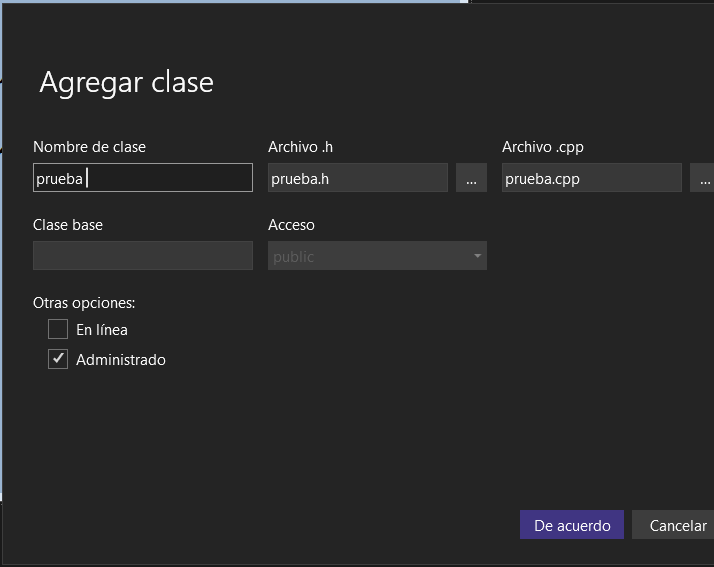 Agregar clase
Nombre de clase
Archivo .h
Archivo .cpp
prueba
prueba.h
...
prueba.cpp
...
Clase base
Acceso
public
Otras opciones:
En línea
Administrado
De acuerdo
Cancelar